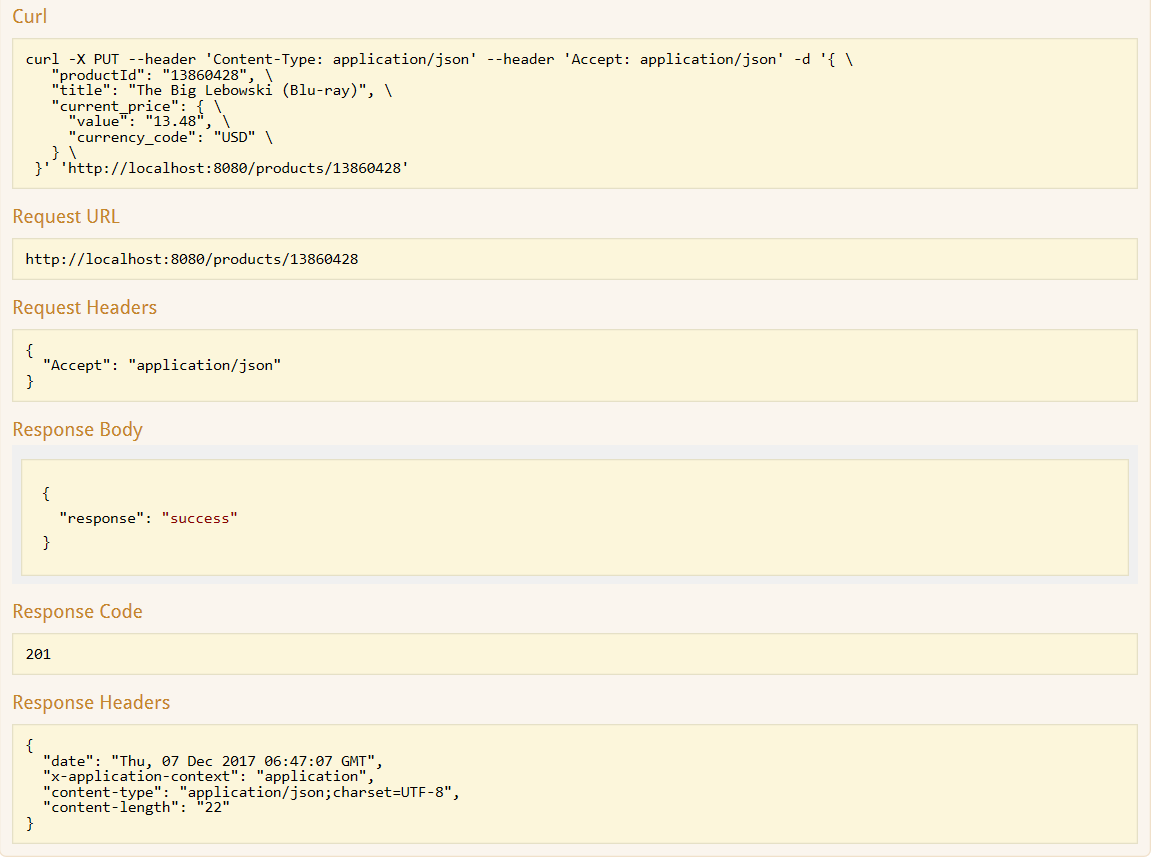 Curl
curl -X PUT --header 'Content-Type: application/json' --header 'Accept: application/json' -d '{ \
   "productId": "13860428", \
   "title": "The Big Lebowski (Blu-ray)", \
   "current_price": { \
     "value": "13.48", \
     "currency_code": "USD" \
   } \
 }' 'http://localhost:8080/products/13860428'
Request URL
http://localhost:8080/products/13860428
Request Headers
{
  "Accept": "application/json"
}
Response Body
{
  "response": "success"
}
Response Code
201
Response Headers
{
  "date": "Thu, 07 Dec 2017 06:47:07 GMT",
  "x-application-context": "application",
  "content-type": "application/json;charset=UTF-8",
  "content-length": "22"
}